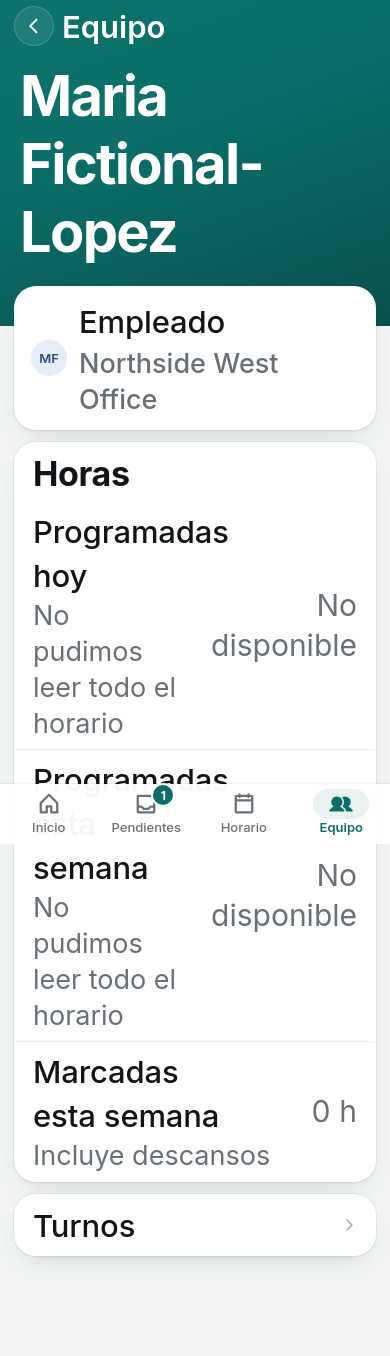 Equipo
Maria
Fictional-
Lopez
MF
Empleado
Northside West
Office
Horas
Programadas
hoy
No
pudimos
leer todo el
horario
No
disponible
Programadas
esta
Inicio
1
Pendientes
Horario
Equipo
semana
No
pudimos
leer todo el
horario
No
disponible
Marcadas
esta semana
Incluye descansos
0 h
Turnos